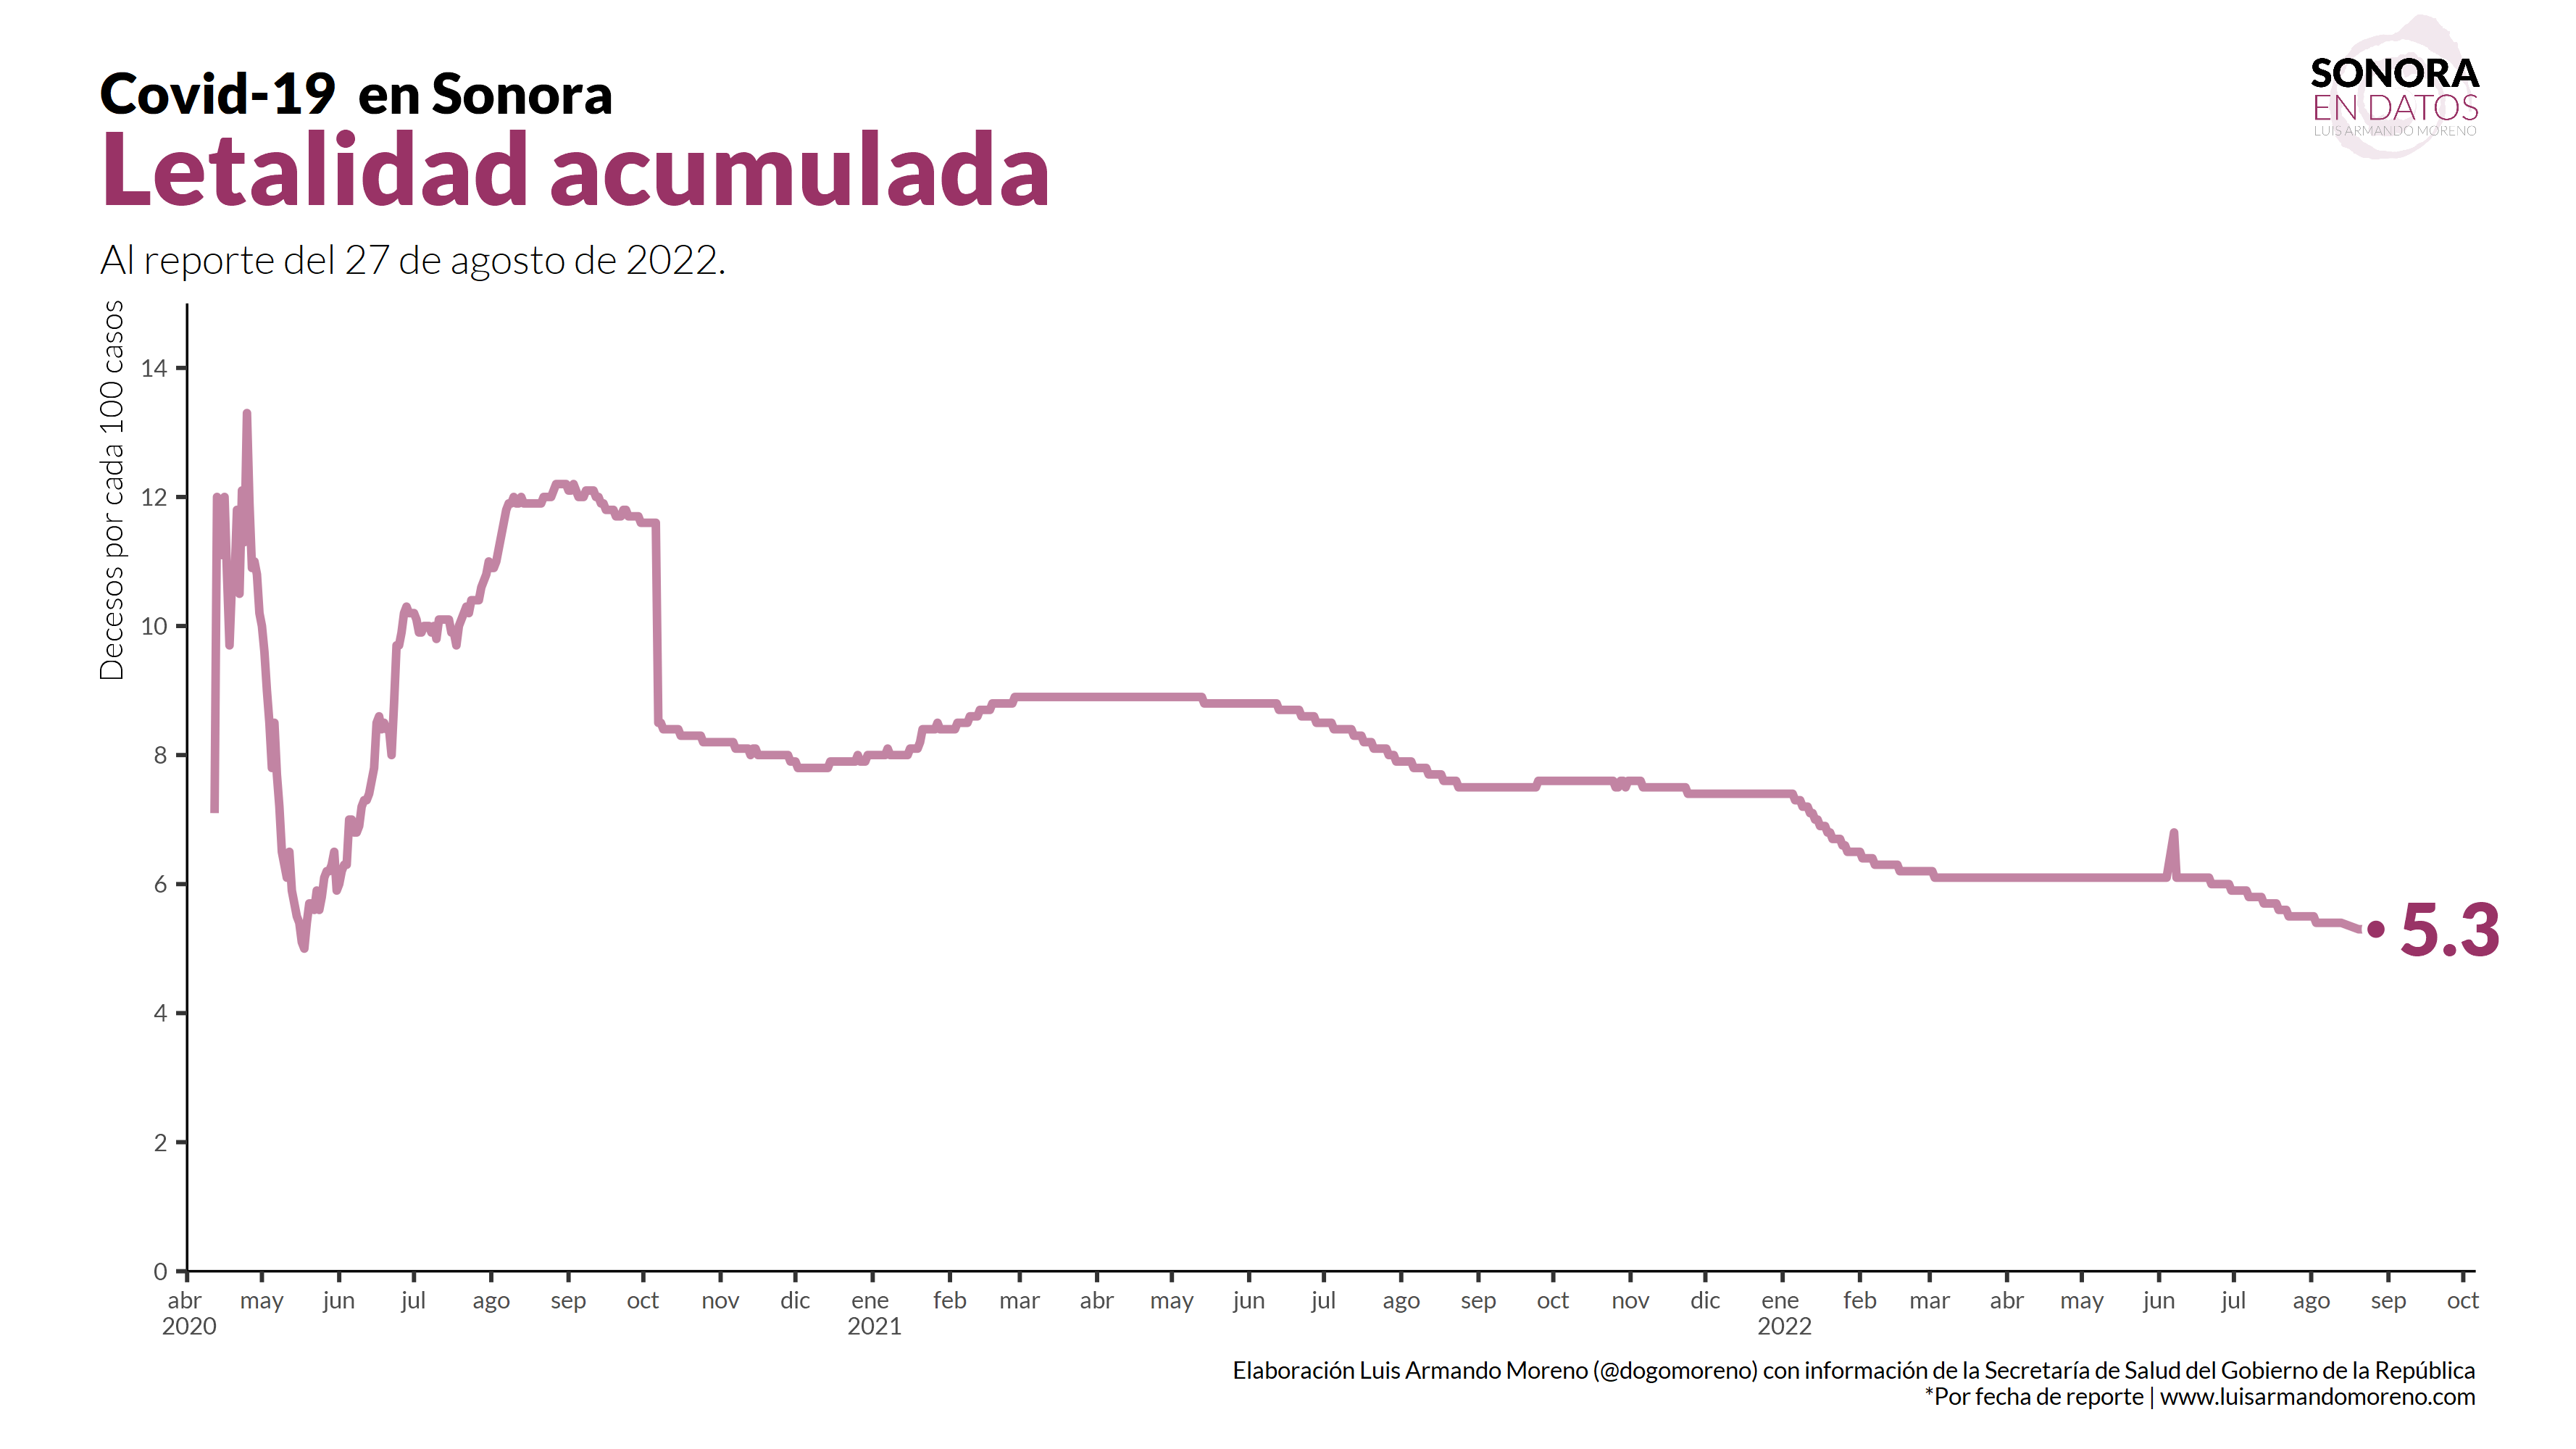 Covid-19 en Sonora
Letalidad acumulada
Al reporte del 27 de agosto de 2022.
SONORA
EN DATOS
LUIS ARMANDO MORENO
Decesos por cada 100 casos
14
12
10
8
6
4
2
0
5.3
abr may jun jul ago sep oct nov dic ene feb mar abr may jun jul ago sep oct nov dic ene feb mar abr may jun jul ago sep oct
2020 2021 2022
Elaboración Luis Armando Moreno (@dogomoreno) con información de la Secretaría de Salud del Gobierno de la República
*Por fecha de reporte | www.luisarmandomoreno.com